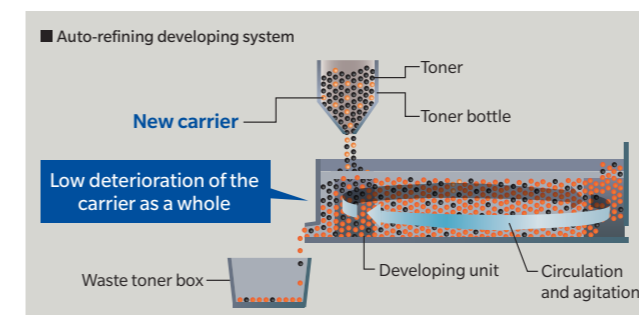 ■ Auto-refining developing system
Toner
New carrier
Toner bottle
Low deterioration of the
carrier as a whole
Developing unit
Circulation
and agitation
Waste toner box